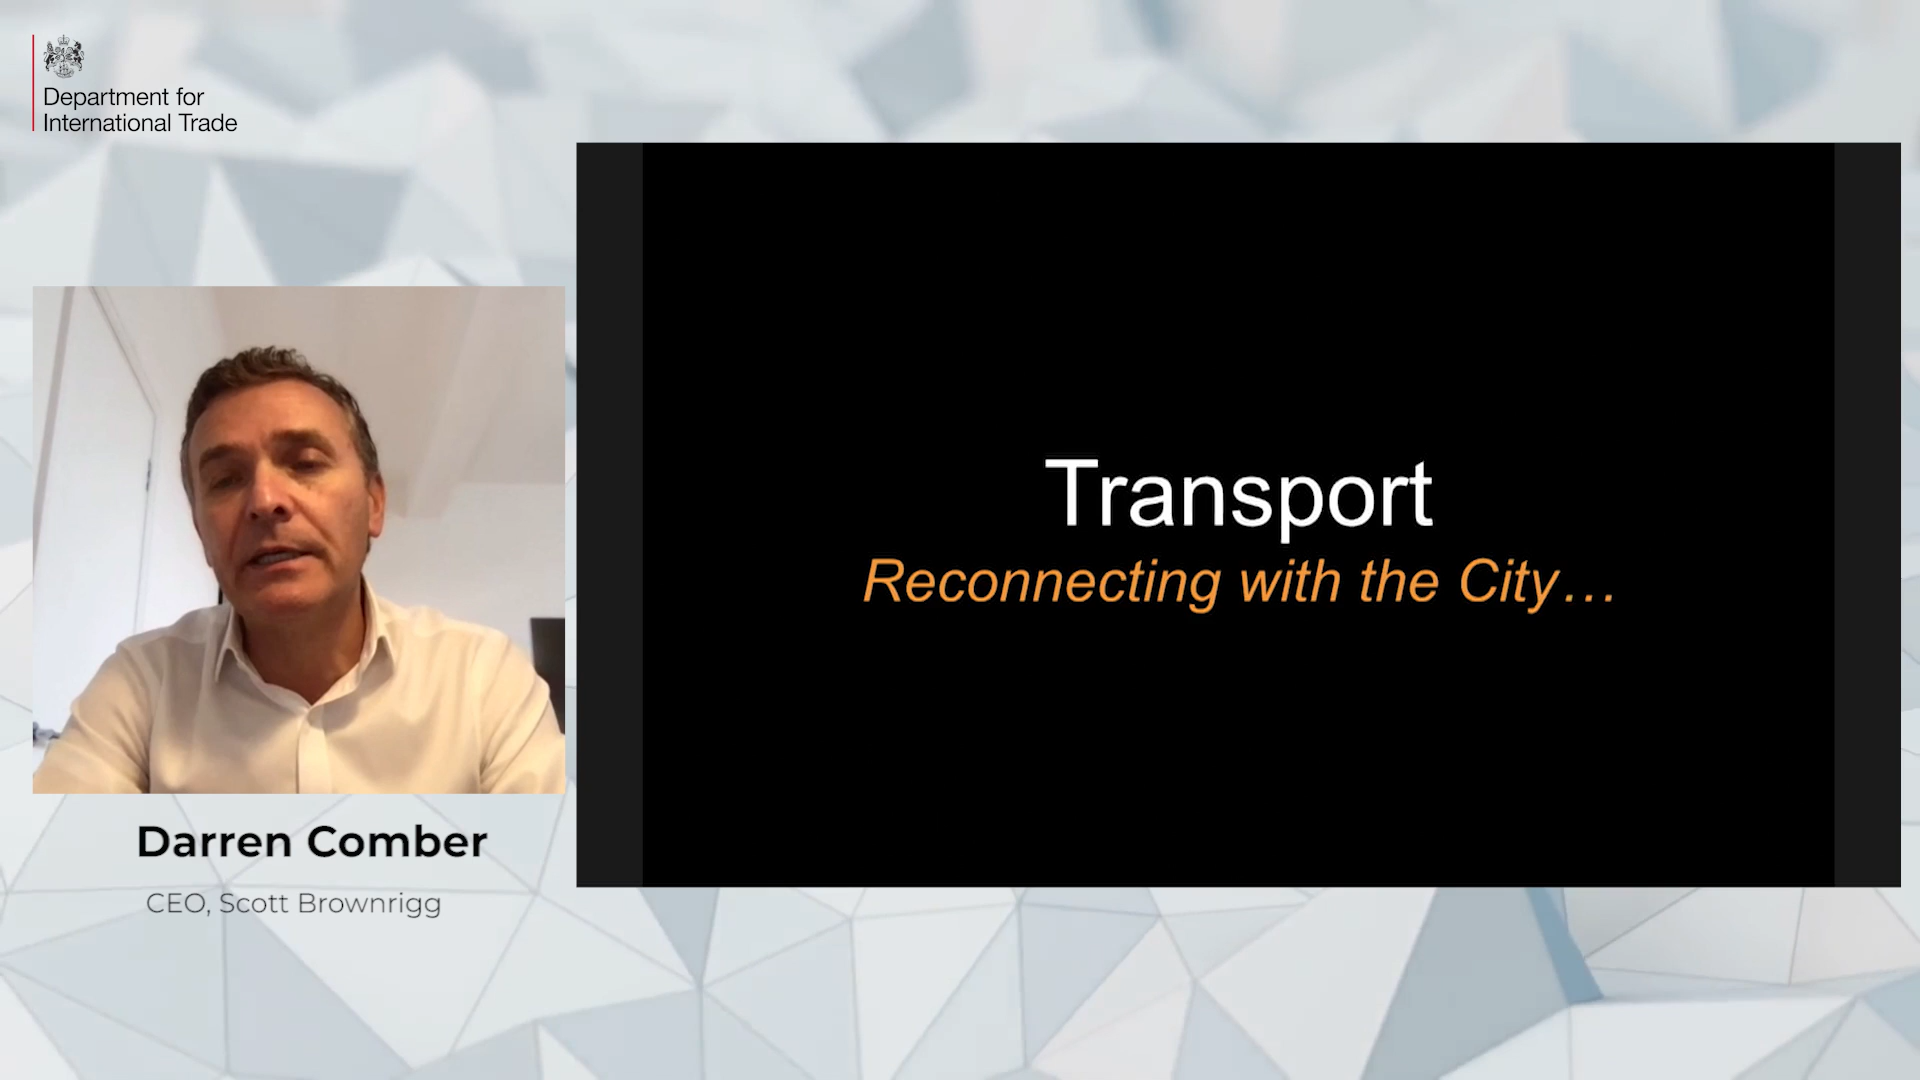 Department for
International Trade
Transport
Reconnecting with the City…
Darren Comber
CEO, Scott Brownrigg